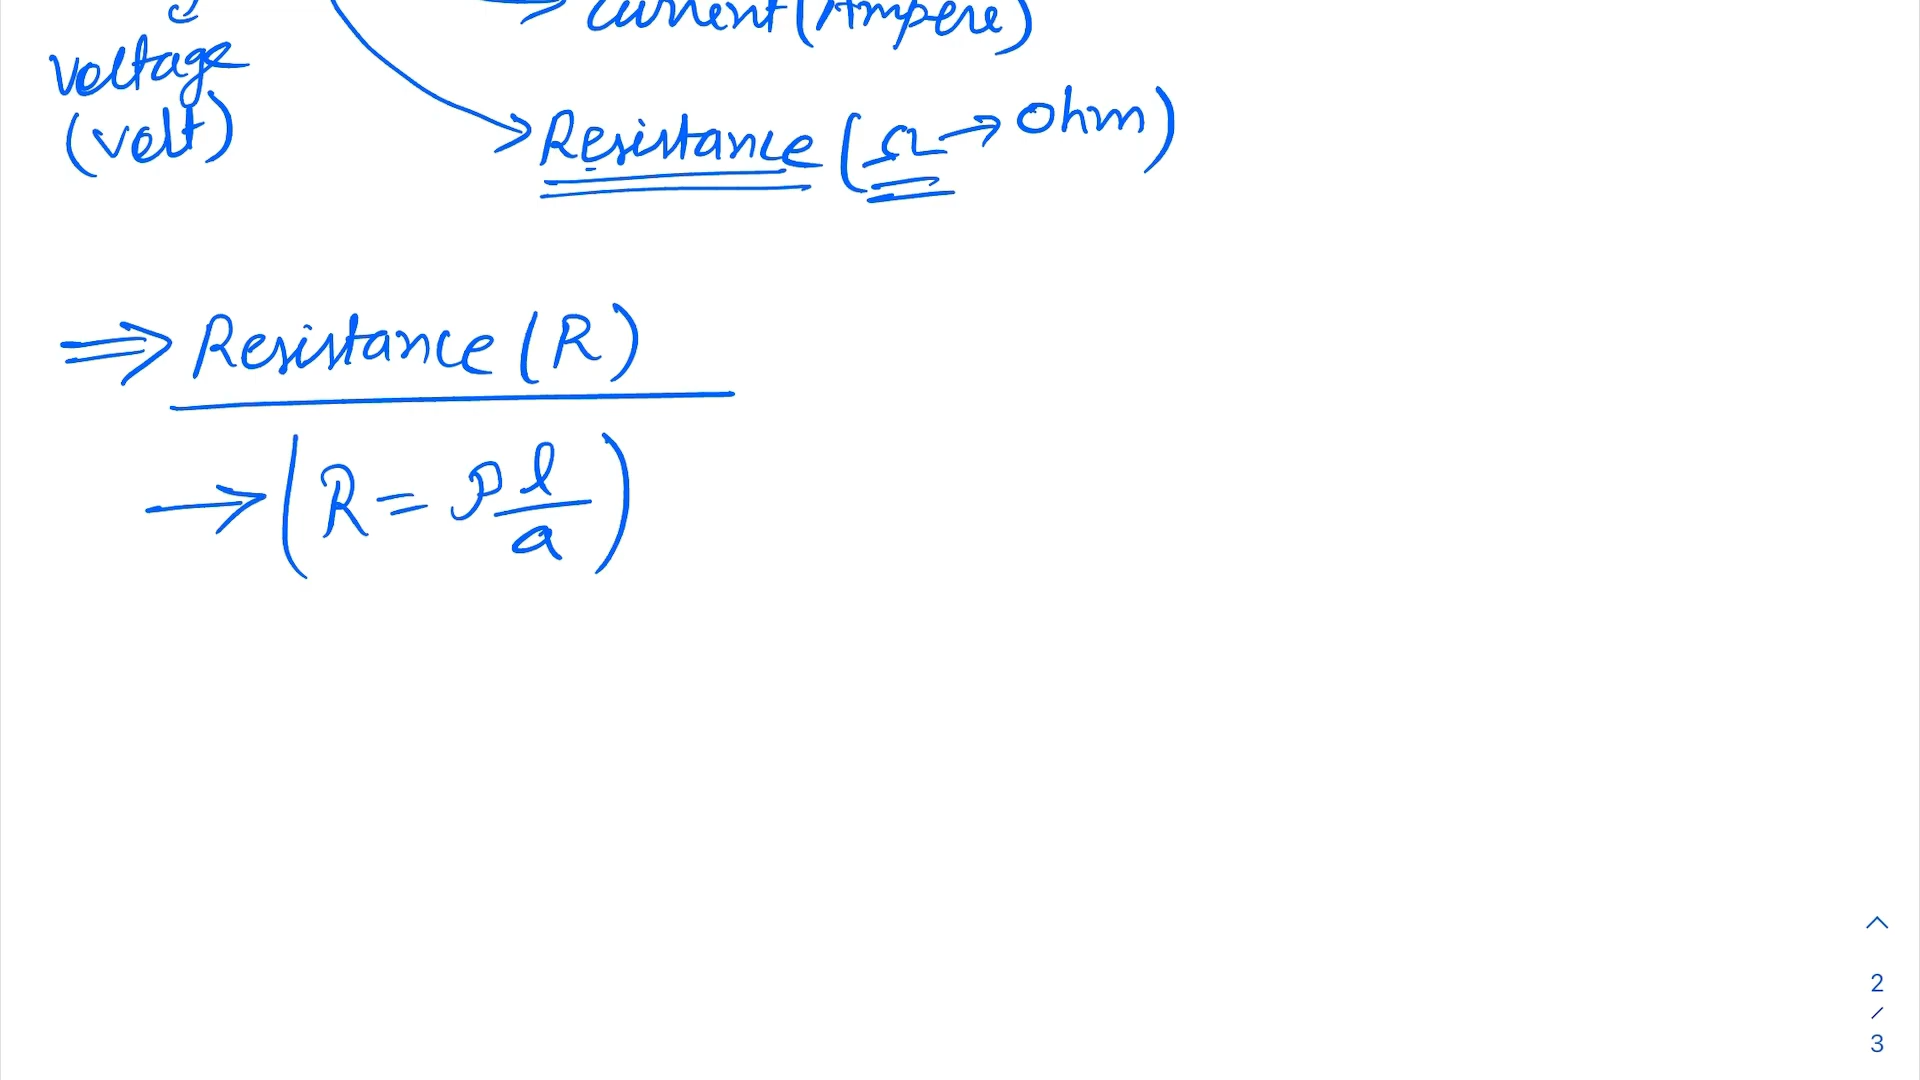 Current (Ampere)
Voltage
(volt)
Resistance (Ω → Ohm)
⇒ Resistance (R)
→ (R = ρ l/a)
2
/
3